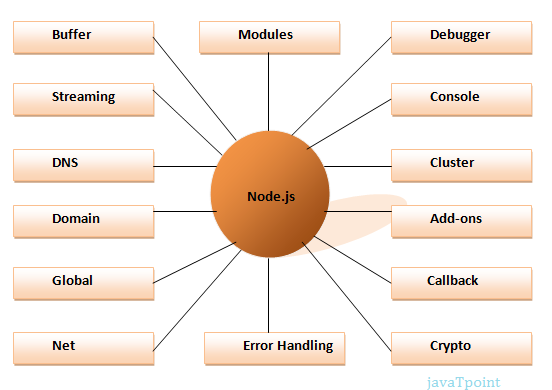 Buffer
Modules
Debugger
Streaming
Console
DNS
Cluster
Node.js
Domain
Add-ons
Global
Callback
Net
Error Handling
Crypto
javaTpoint